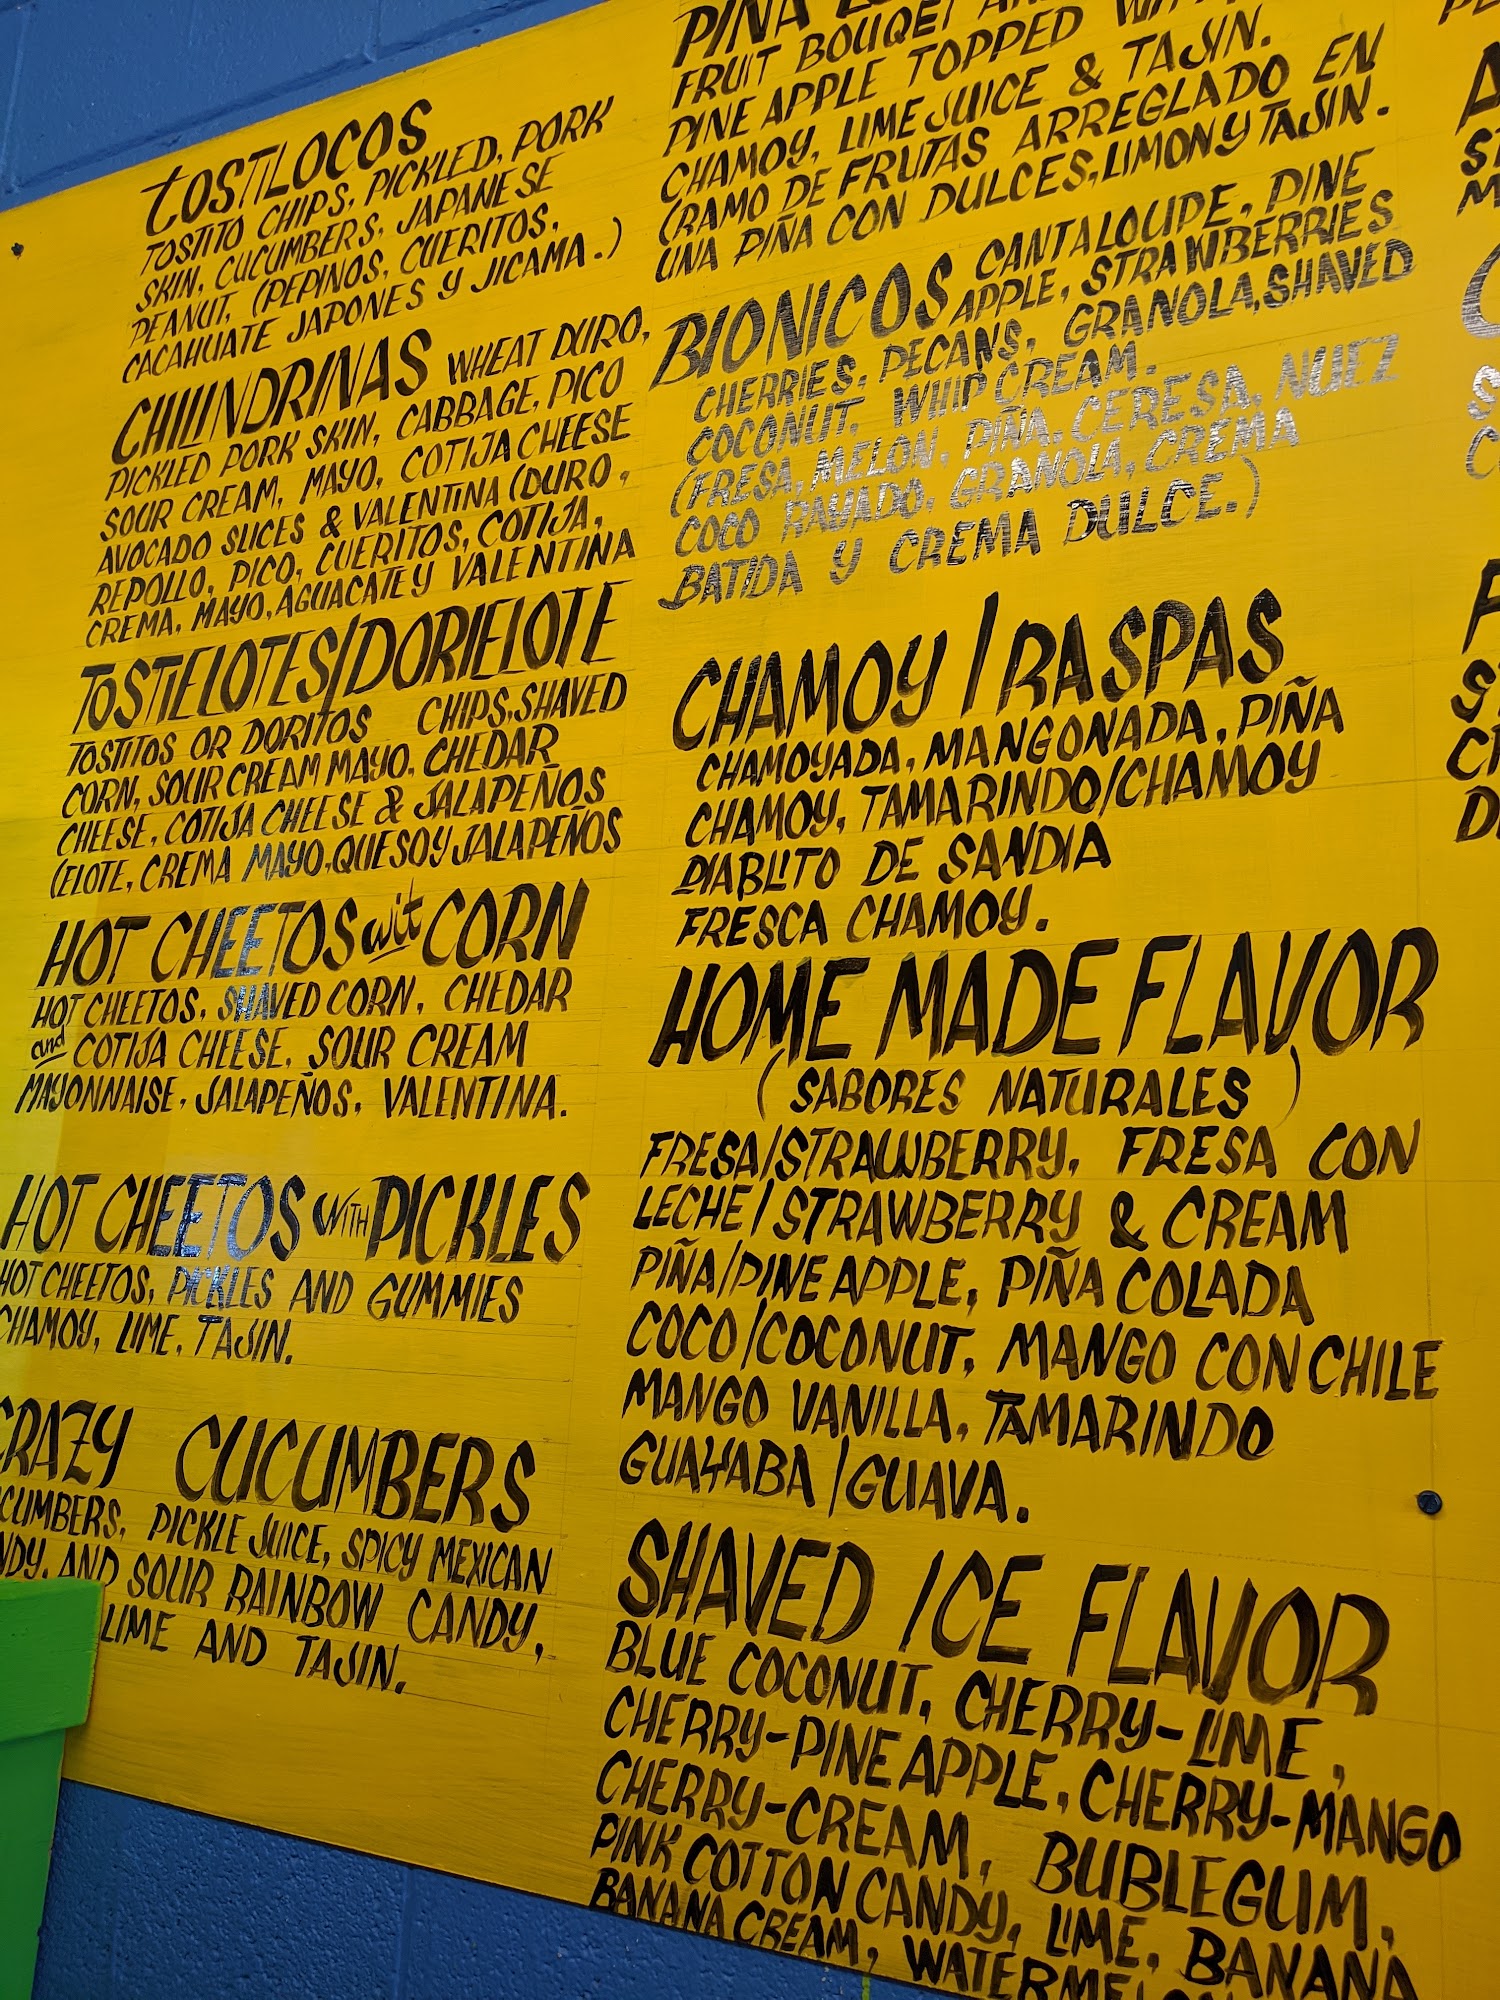 TOSTILOCOS
TOSTITO CHIPS, PICKLED, PORK
SKIN, CUCUMBERS, JAPANESE
PEANUT, (PEPINOS, CUERITOS,
CACAHUATE JAPONES Y JICAMA.)
CHILINDRINAS WHEAT DURO,
PICKLED PORK SKIN, CABBAGE, PICO
SOUR CREAM, MAYO, COTIJA CHEESE
AVOCADO SLICES & VALENTINA (DURO,
REPOLLO, PICO, CUERITOS, COTIJA,
CREMA, MAYO, AGUACATE Y VALENTINA
TOSTIELOTES/DORIELOTE
TOSTITOS OR DORITOS CHIPS, SHAVED
CORN, SOUR CREAM MAYO, CHEDAR
CHEESE, COTIJA CHEESE & JALAPEÑOS
(ELOTE, CREMA MAYO, QUESO Y JALAPEÑOS
HOT CHEETOS wit CORN
HOT CHEETOS, SHAVED CORN, CHEDAR
and COTIJA CHEESE, SOUR CREAM
MAYONNAISE, JALAPEÑOS, VALENTINA.
HOT CHEETOS WITH PICKLES
HOT CHEETOS, PICKLES AND GUMMIES
CHAMOY, LIME, TAJIN.
CRAZY CUCUMBERS
CUMBERS, PICKLE JUICE, SPICY MEXICAN
NDY, AND SOUR RAINBOW CANDY,
LIME AND TAJIN.
PIÑA
FRUIT BOUQET
PINE APPLE TOPPED
CHAMOY, LIME JUICE & TAJIN.
(RAMO DE FRUTAS ARREGLADO EN
UNA PIÑA CON DULCES, LIMON Y TAJIN.
BIONICOS CANTALOUPE, PINE
APPLE, STRAWBERRIES
CHERRIES, PECANS, GRANOLA, SHAVED
COCONUT, WHIP CREAM.
(FRESA, MELON, PIÑA, CERESA, NUEZ
COCO RAYADO, GRANOLA, CREMA
BATIDA Y CREMA DULCE.)
CHAMOY / RASPAS
CHAMOYADA, MANGONADA, PIÑA
CHAMOY, TAMARINDO/CHAMOY
DIABLITO DE SANDIA
FRESCA CHAMOY.
HOME MADE FLAVOR
(SABORES NATURALES)
FRESA/STRAWBERRY, FRESA CON
LECHE/STRAWBERRY & CREAM
PIÑA/PINE APPLE, PIÑA COLADA
COCO/COCONUT, MANGO CON CHILE
MANGO VANILLA, TAMARINDO
GUAYABA/GUAVA.
SHAVED ICE FLAVOR
BLUE COCONUT, CHERRY-LIME,
CHERRY-PINE APPLE, CHERRY-MANGO
CHERRY-CREAM, BUBLEGUM,
PINK COTTON CANDY, LIME, BANANA
BANANA CREAM,